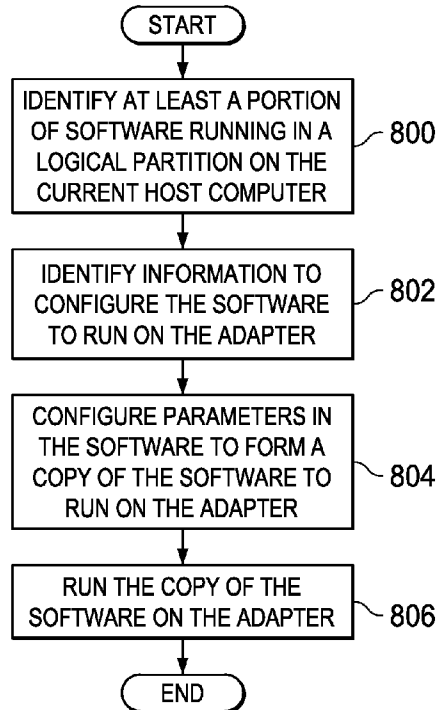 START
IDENTIFY AT LEAST A PORTION
OF SOFTWARE RUNNING IN A
LOGICAL PARTITION ON THE
CURRENT HOST COMPUTER
800
IDENTIFY INFORMATION TO
CONFIGURE THE SOFTWARE
TO RUN ON THE ADAPTER
802
CONFIGURE PARAMETERS IN
THE SOFTWARE TO FORM A
COPY OF THE SOFTWARE TO
RUN ON THE ADAPTER
804
RUN THE COPY OF THE
SOFTWARE ON THE ADAPTER
806
END